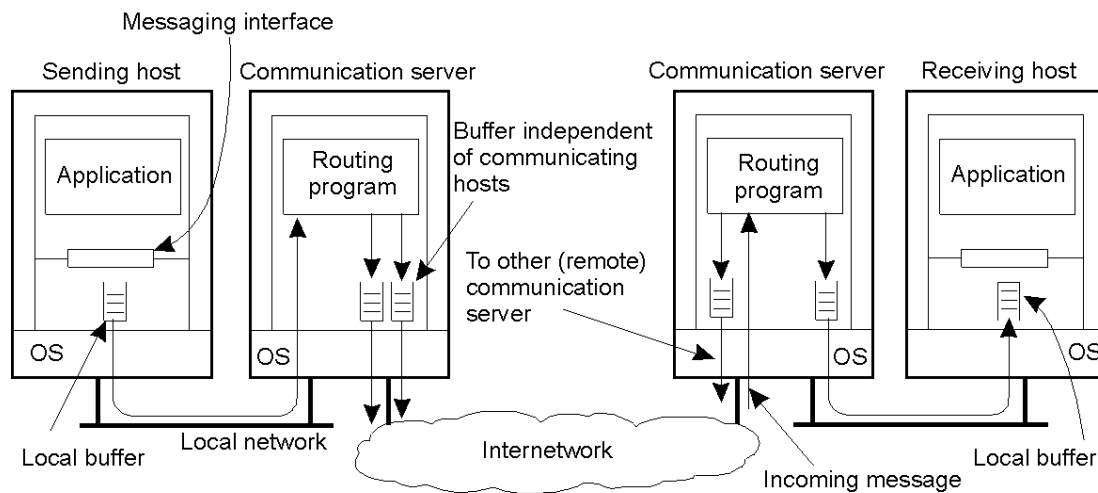 Messaging interface
Sending host
Communication server
Communication server
Receiving host
Application
Routing
program
Buffer independent
of communicating
hosts
Routing
program
Application
To other (remote)
communication
server
OS
OS
OS
OS
Local network
Local buffer
Internetwork
Incoming message
Local buffer